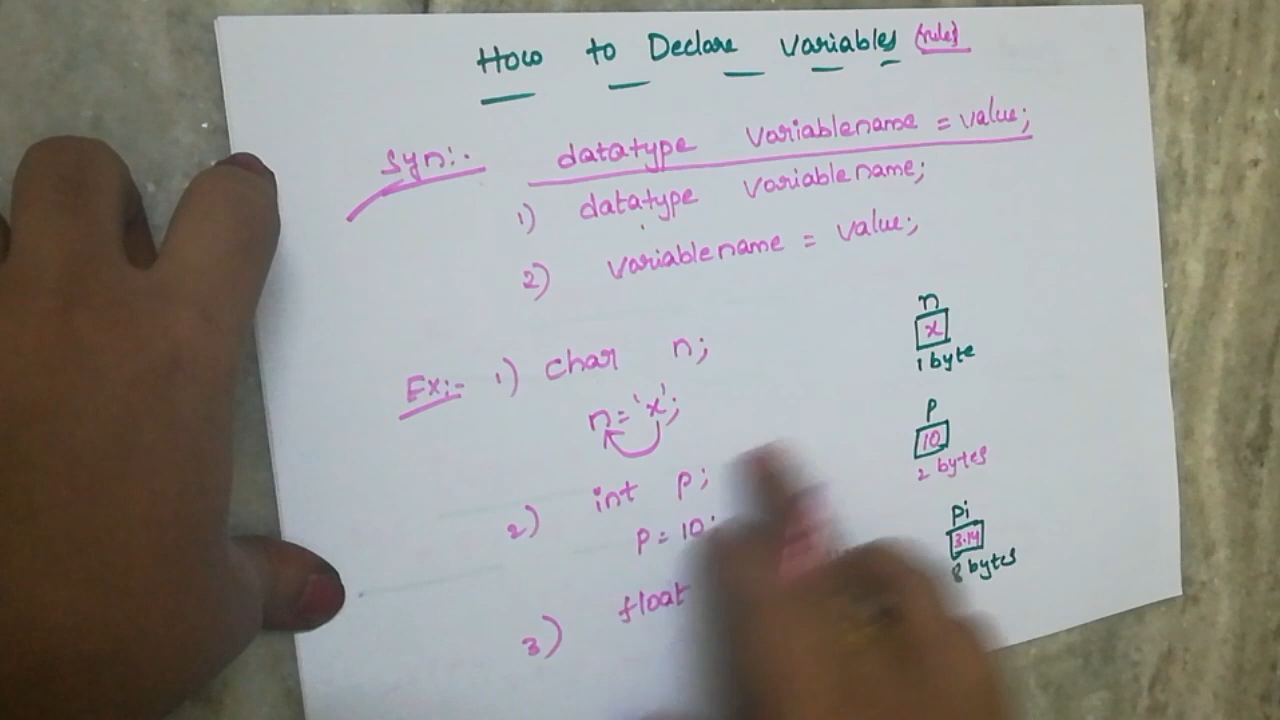 How to Declare Variables (rules)
Syn:- datatype variablename = value;
1) datatype variablename;
2) variablename = value;
Ex:- 1) char n;
n = 'x';
2) int p;
p = 10;
3) float
n
x
1 byte
p
10
2 bytes
pi
3.14
8 bytes